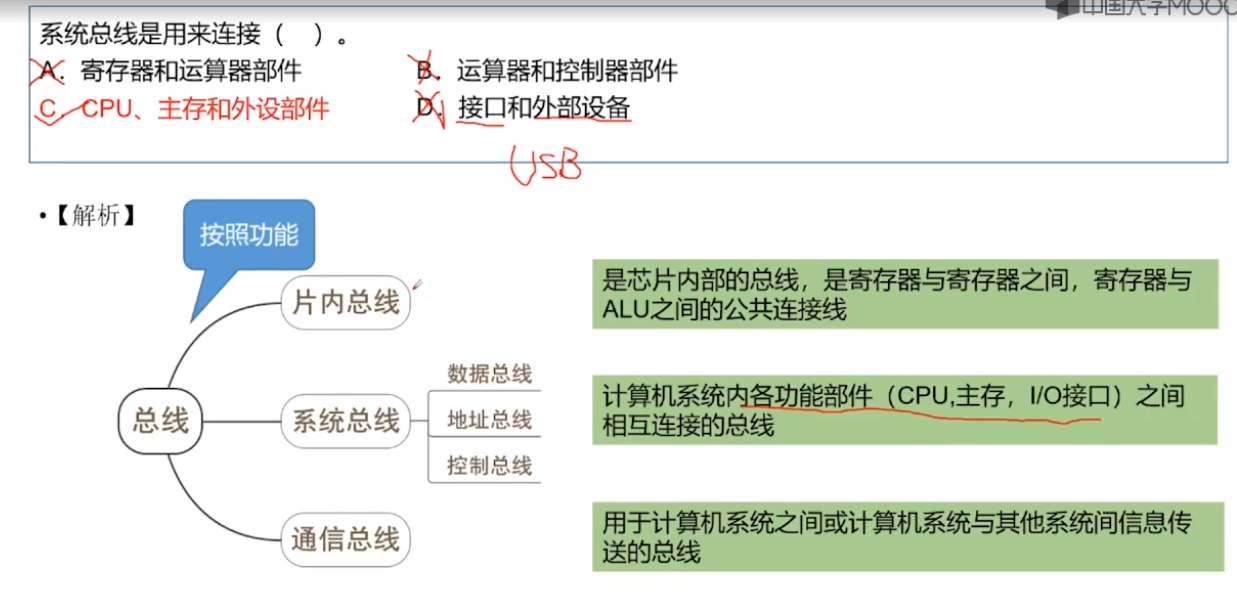 中国大学MOOC
系统总线是用来连接（ ）。
A. 寄存器和运算器部件
B. 运算器和控制器部件
C. CPU、主存和外设部件
D. 接口和外部设备
USB
•【解析】
按照功能
片内总线
是芯片内部的总线，是寄存器与寄存器之间，寄存器与
ALU之间的公共连接线
总线
系统总线
数据总线
地址总线
控制总线
计算机系统内各功能部件（CPU,主存，I/O接口）之间
相互连接的总线
通信总线
用于计算机系统之间或计算机系统与其他系统间信息传
送的总线